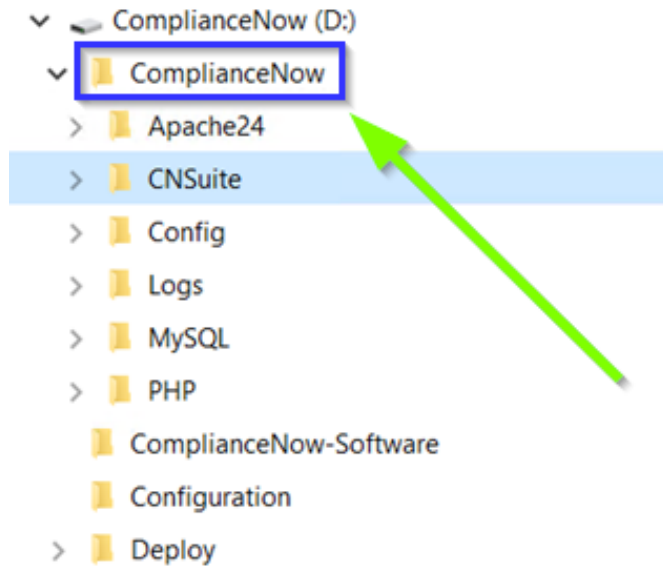 ComplianceNow (D:)
ComplianceNow
Apache24
CNSuite
Config
Logs
MySQL
PHP
ComplianceNow-Software
Configuration
Deploy